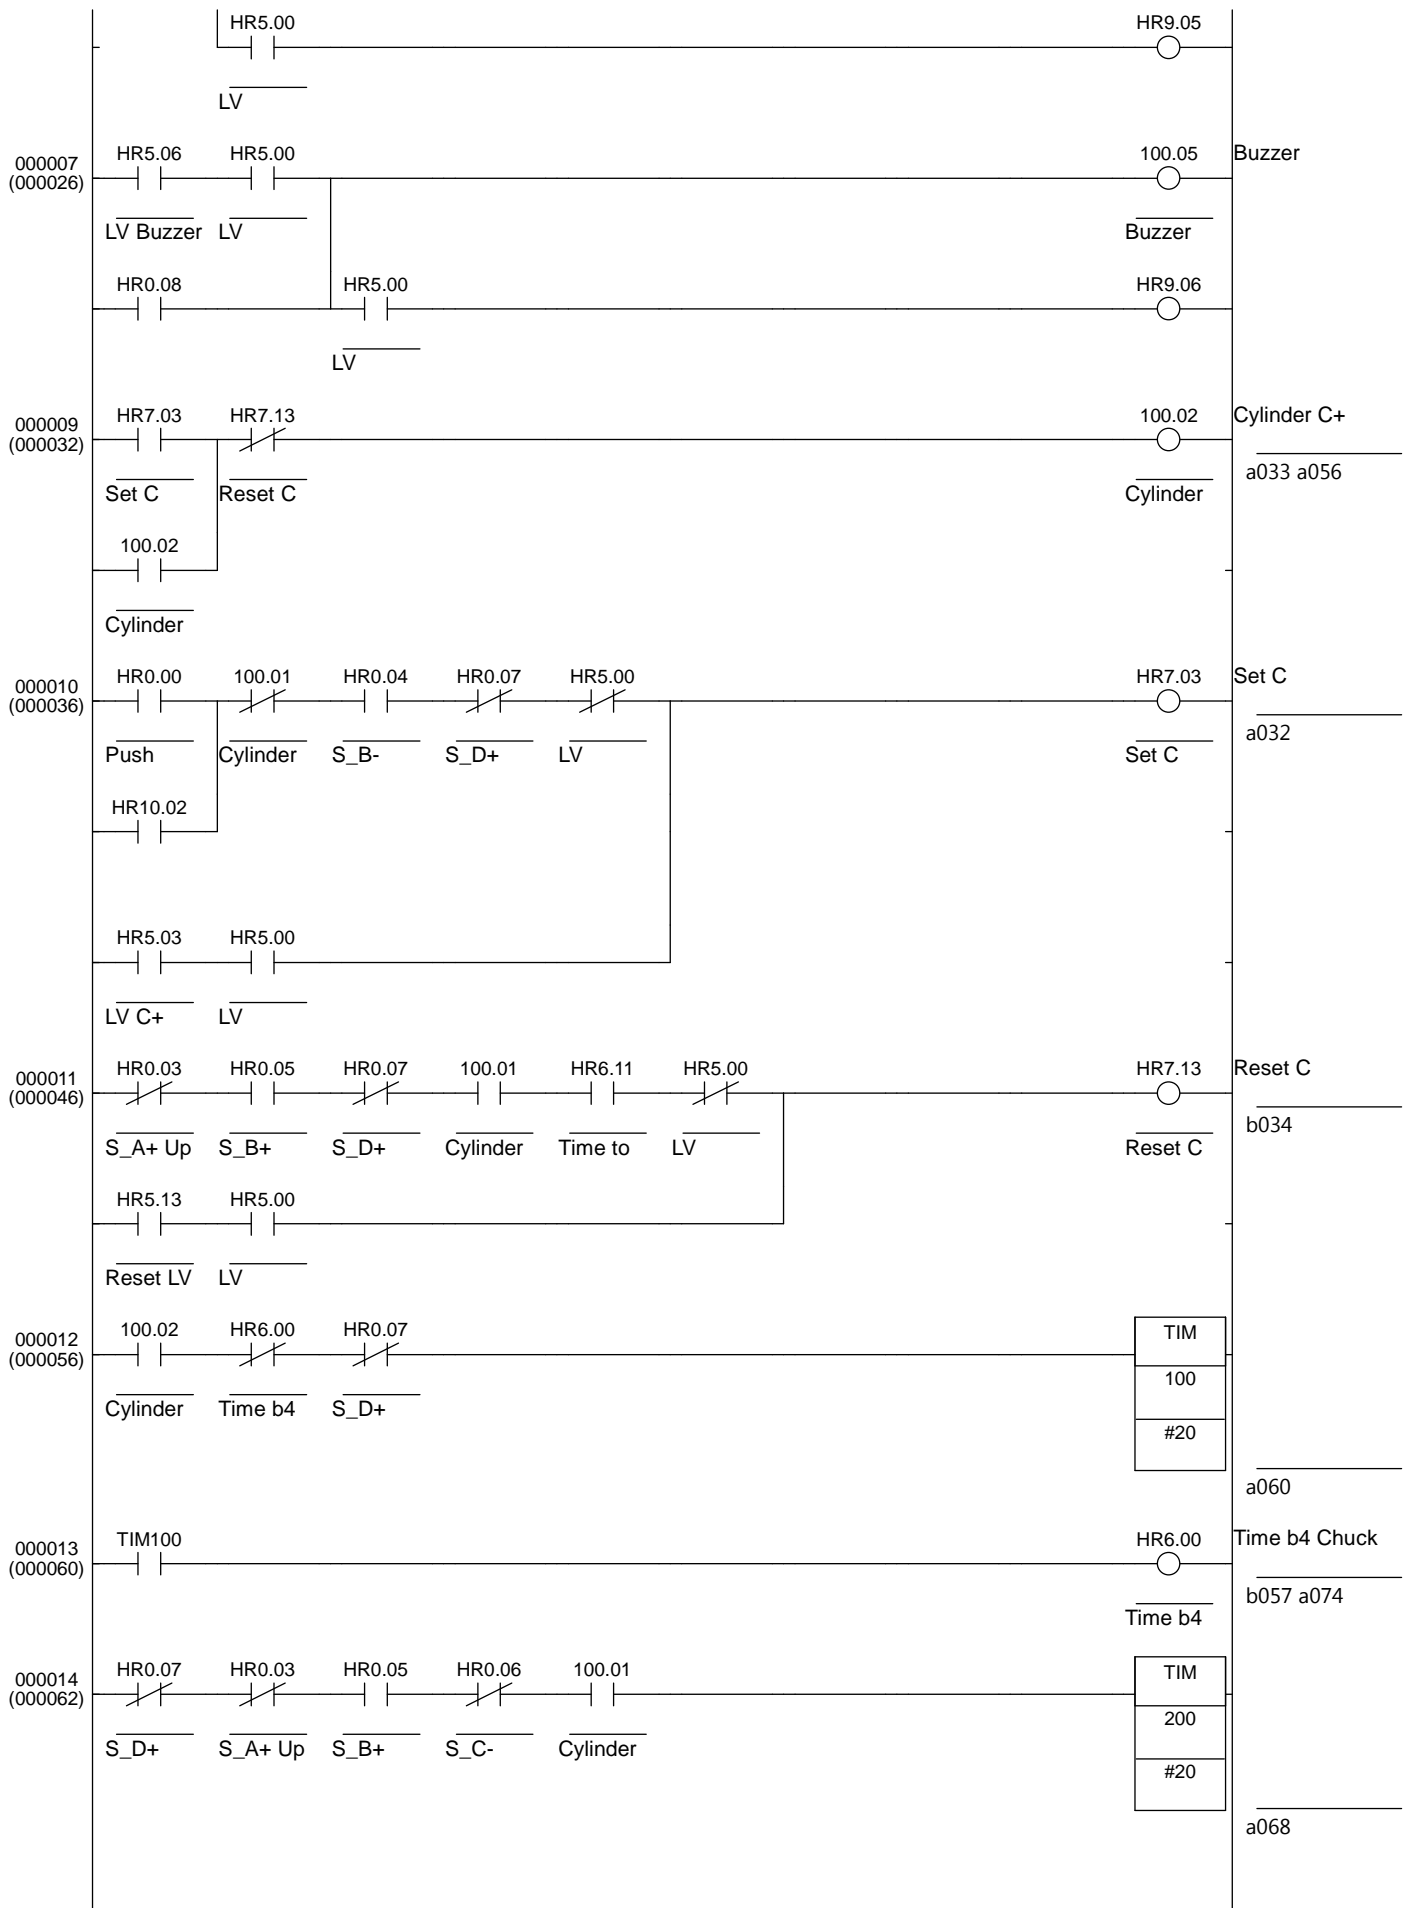 HR5.00 HR9.05
LV
000007 HR5.06 HR5.00 100.05 Buzzer
(000026)
LV Buzzer LV Buzzer
HR0.08 HR5.00 HR9.06
LV
000009 HR7.03 HR7.13 100.02 Cylinder C+
(000032)
Set C Reset C Cylinder a033 a056
100.02
Cylinder
000010 HR0.00 100.01 HR0.04 HR0.07 HR5.00 HR7.03 Set C
(000036)
Push Cylinder S_B- S_D+ LV Set C a032
HR10.02
HR5.03 HR5.00
LV C+ LV
000011 HR0.03 HR0.05 HR0.07 100.01 HR6.11 HR5.00 HR7.13 Reset C
(000046)
S_A+ Up S_B+ S_D+ Cylinder Time to LV Reset C b034
HR5.13 HR5.00
Reset LV LV
000012 100.02 HR6.00 HR0.07 TIM
(000056)
100
Cylinder Time b4 S_D+
#20
a060
000013 TIM100 HR6.00 Time b4 Chuck
(000060)
b057 a074
Time b4
000014 HR0.07 HR0.03 HR0.05 HR0.06 100.01 TIM
(000062)
200
S_D+ S_A+ Up S_B+ S_C- Cylinder
#20
a068